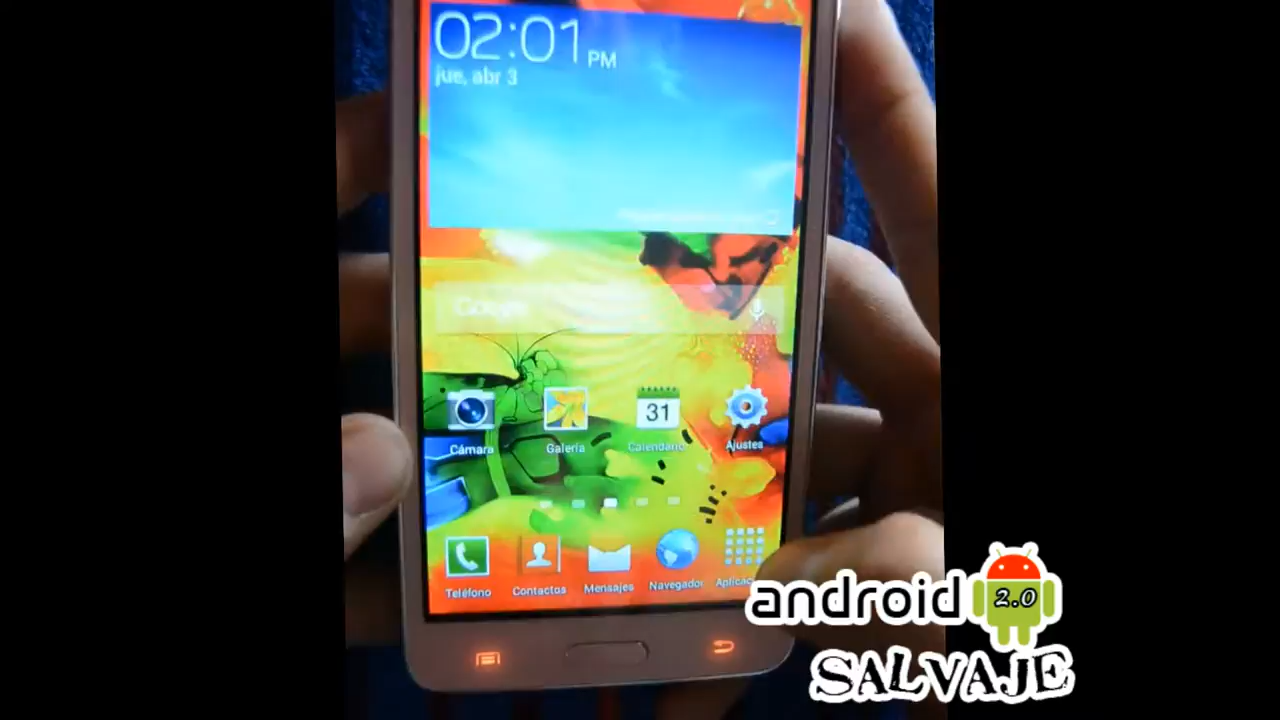 02:01 PM
jue, abr 3
Google
31
Cámara
Galería
Calendario
Ajustes
Teléfono
Contactos
Mensajes
Navegador
android 2.0
SALVAJE